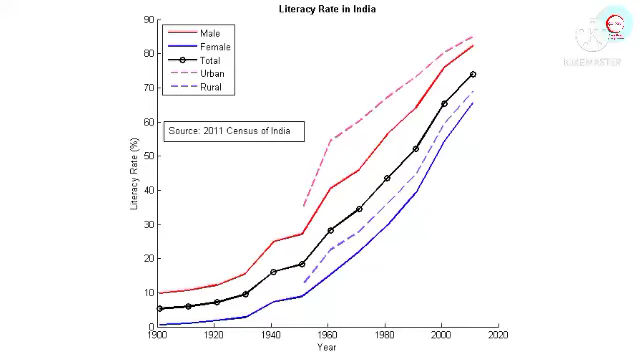 Literacy Rate in India
90
80
70
60
50
40
30
20
10
0
Literacy Rate (%)
Male
Female
Total
Urban
Rural
Source: 2011 Census of India
1900
1920
1940
1960
1980
2000
2020
Year
KINEMASTER